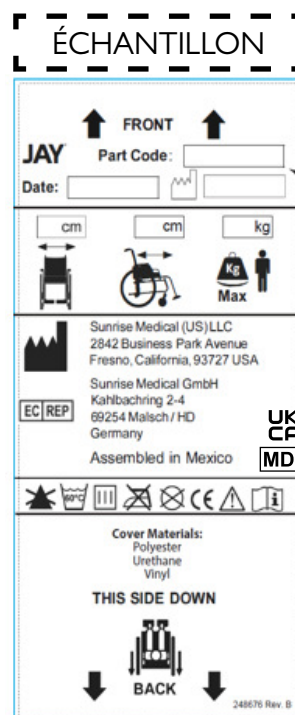 ÉCHANTILLON
FRONT
JAY
Part Code:
Date:
cm
cm
kg
Kg
Max
Sunrise Medical (US) LLC
2842 Business Park Avenue
Fresno, California, 93727 USA
Sunrise Medical GmbH
Kahlbachring 2-4
EC REP
69254 Malsch / HD
Germany
UK
CA
Assembled in Mexico
MD
60°C
CE
Cover Materials:
Polyester
Urethane
Vinyl
THIS SIDE DOWN
BACK
248676 Rev. B